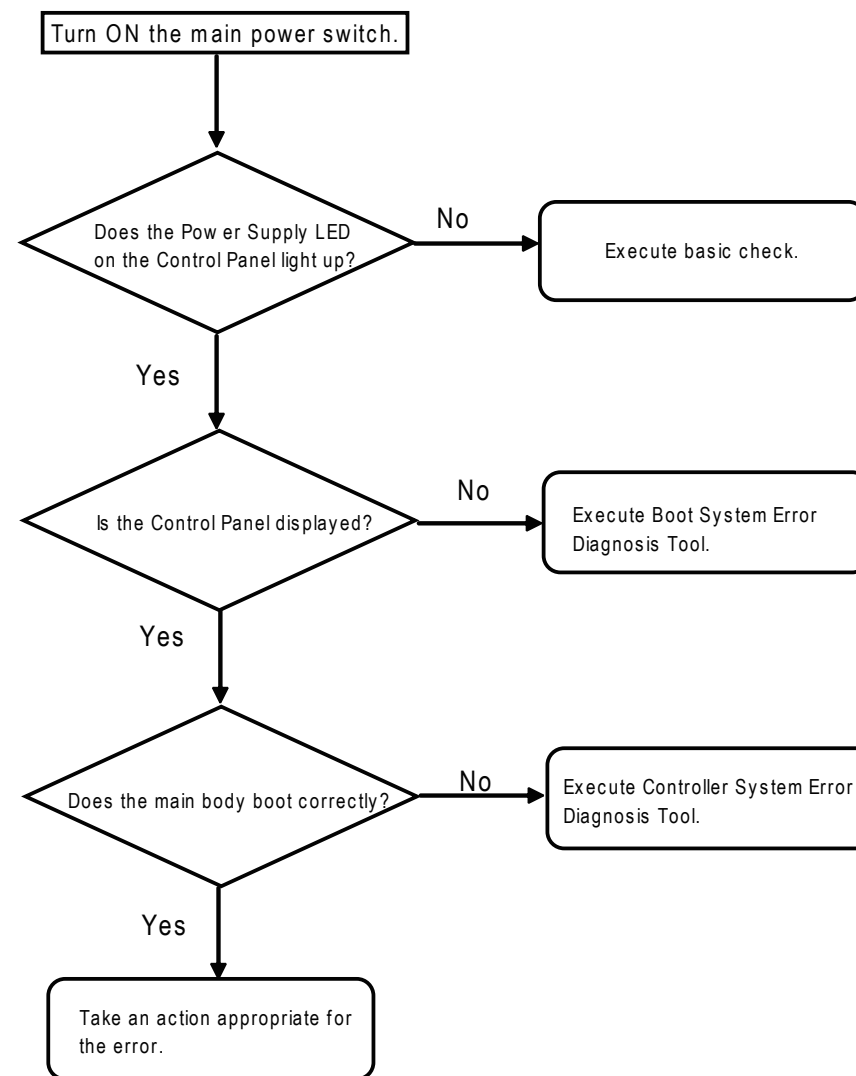 Turn ON the main power switch.
Does the Power Supply LED
on the Control Panel light up?
No
Execute basic check.
Yes
Is the Control Panel displayed?
No
Execute Boot System Error
Diagnosis Tool.
Yes
Does the main body boot correctly?
No
Execute Controller System Error
Diagnosis Tool.
Yes
Take an action appropriate for
the error.